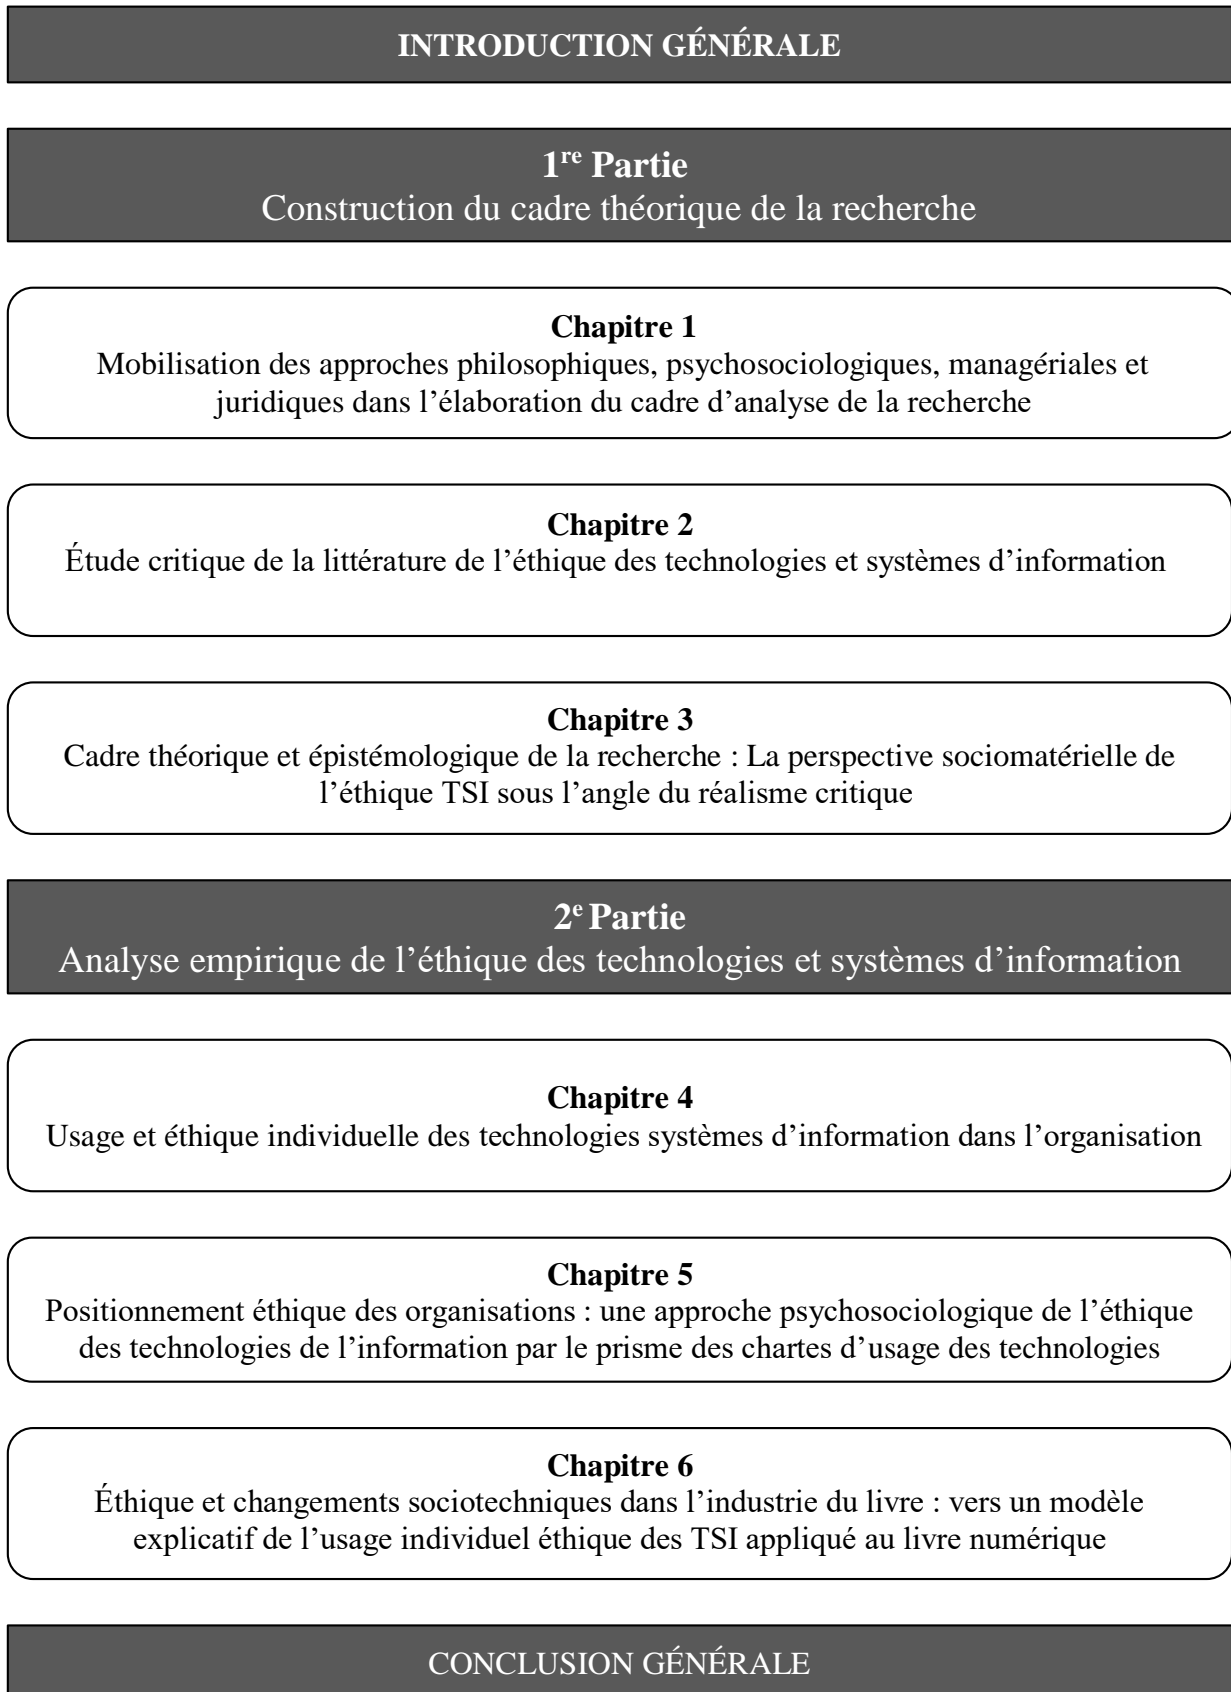 INTRODUCTION GÉNÉRALE
1re Partie
Construction du cadre théorique de la recherche
Chapitre 1
Mobilisation des approches philosophiques, psychosociologiques, managériales et
juridiques dans l’élaboration du cadre d’analyse de la recherche
Chapitre 2
Étude critique de la littérature de l’éthique des technologies et systèmes d’information
Chapitre 3
Cadre théorique et épistémologique de la recherche : La perspective sociomatérielle de
l’éthique TSI sous l’angle du réalisme critique
2e Partie
Analyse empirique de l’éthique des technologies et systèmes d’information
Chapitre 4
Usage et éthique individuelle des technologies systèmes d’information dans l’organisation
Chapitre 5
Positionnement éthique des organisations : une approche psychosociologique de l’éthique
des technologies de l’information par le prisme des chartes d’usage des technologies
Chapitre 6
Éthique et changements sociotechniques dans l’industrie du livre : vers un modèle
explicatif de l’usage individuel éthique des TSI appliqué au livre numérique
CONCLUSION GÉNÉRALE